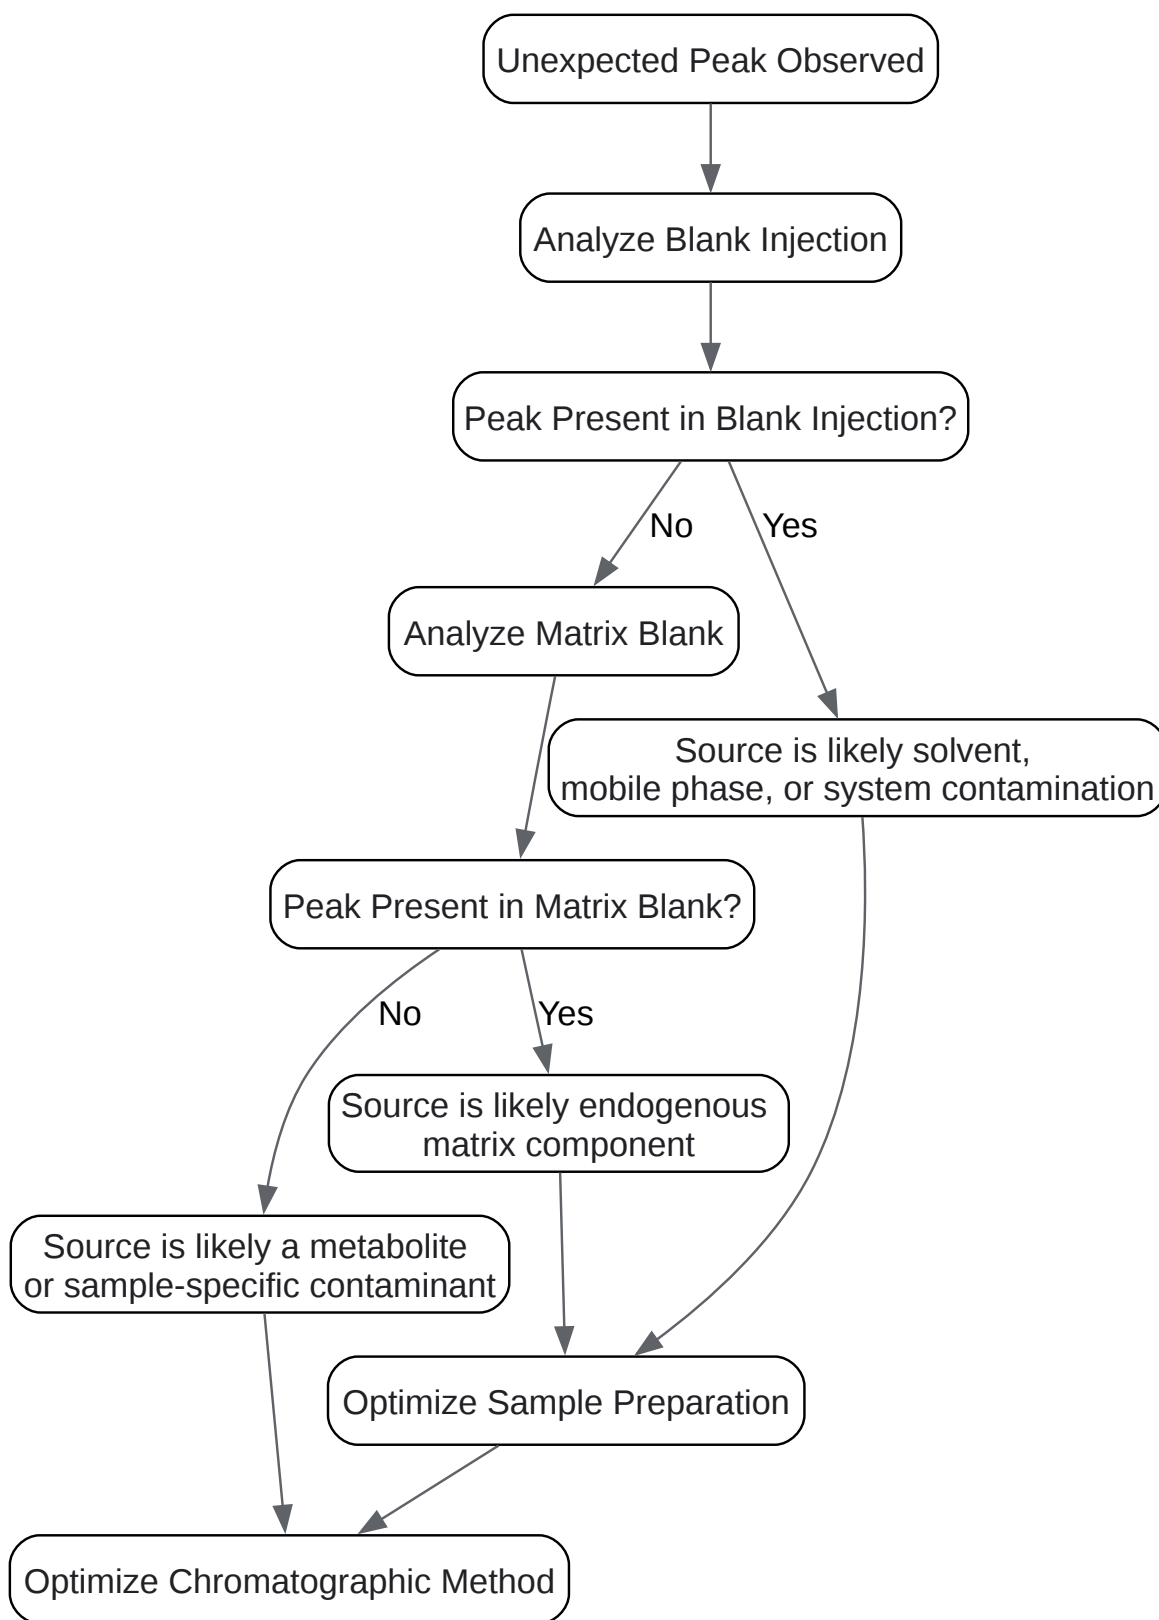 Unexpected Peak Observed
Analyze Blank Injection
Peak Present in Blank Injection?
No
Yes
Analyze Matrix Blank
Source is likely solvent,
mobile phase, or system contamination
Peak Present in Matrix Blank?
No
Yes
Source is likely endogenous
matrix component
Source is likely a metabolite
or sample-specific contaminant
Optimize Sample Preparation
Optimize Chromatographic Method